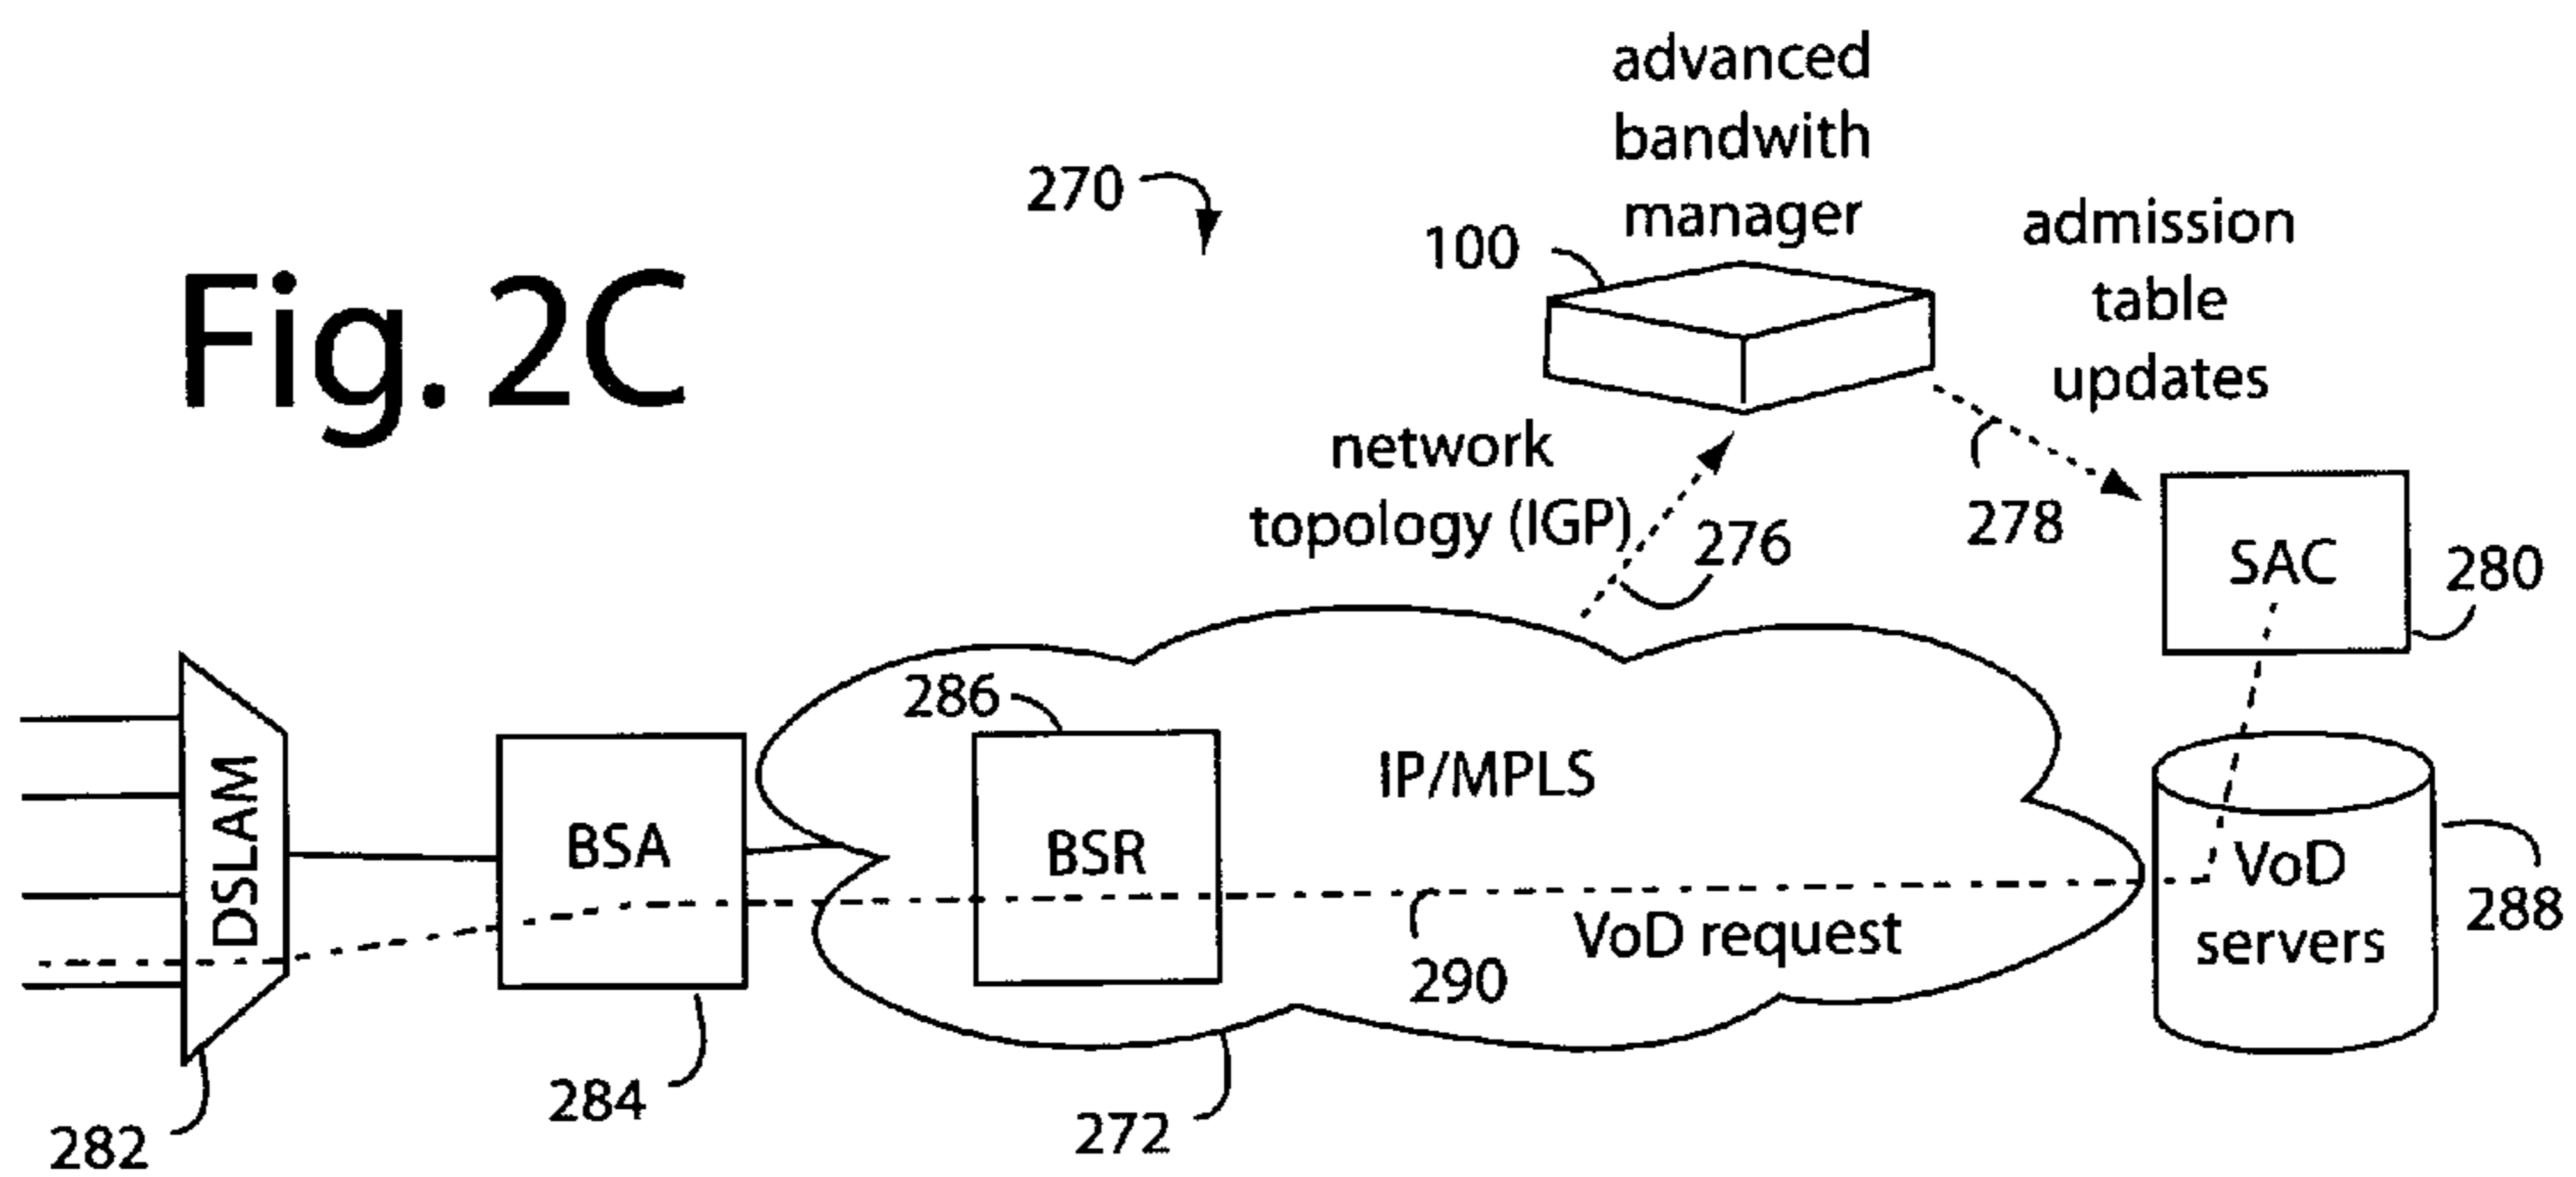 advanced
bandwith
manager
270
100
admission
table
updates
Fig. 2C
network
topology (IGP)
276
278
SAC
280
286
IP/MPLS
DSLAM
BSA
BSR
VoD
servers
288
VoD request
290
284
272
282